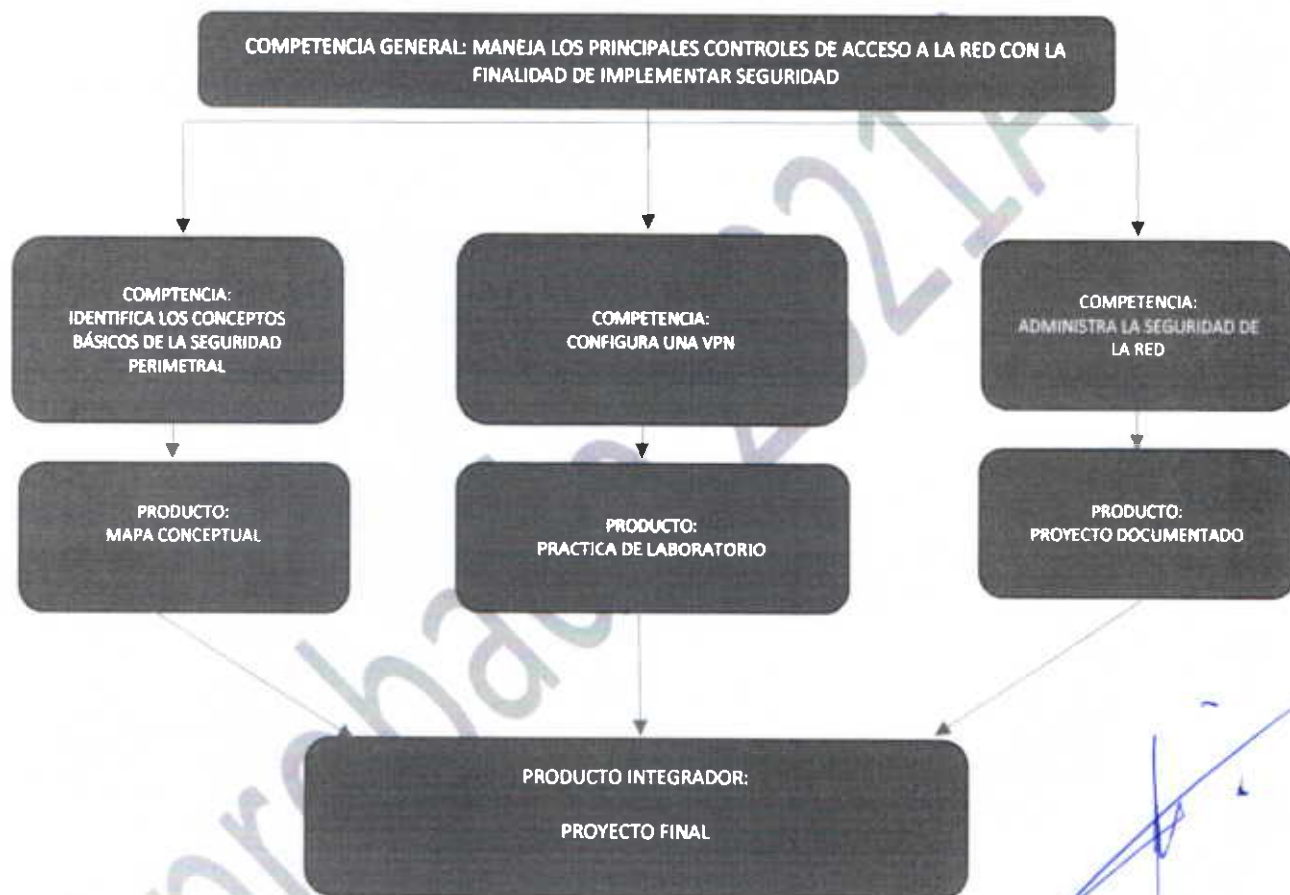 COMPETENCIA GENERAL: MANEJA LOS PRINCIPALES CONTROLES DE ACCESO A LA RED CON LA
FINALIDAD DE IMPLEMENTAR SEGURIDAD
COMPTENCIA:
IDENTIFICA LOS CONCEPTOS
BÁSICOS DE LA SEGURIDAD
PERIMETRAL
COMPETENCIA:
CONFIGURA UNA VPN
COMPETENCIA:
ADMINISTRA LA SEGURIDAD DE
LA RED
PRODUCTO:
MAPA CONCEPTUAL
PRODUCTO:
PRACTICA DE LABORATORIO
PRODUCTO:
PROYECTO DOCUMENTADO
PRODUCTO INTEGRADOR:
PROYECTO FINAL